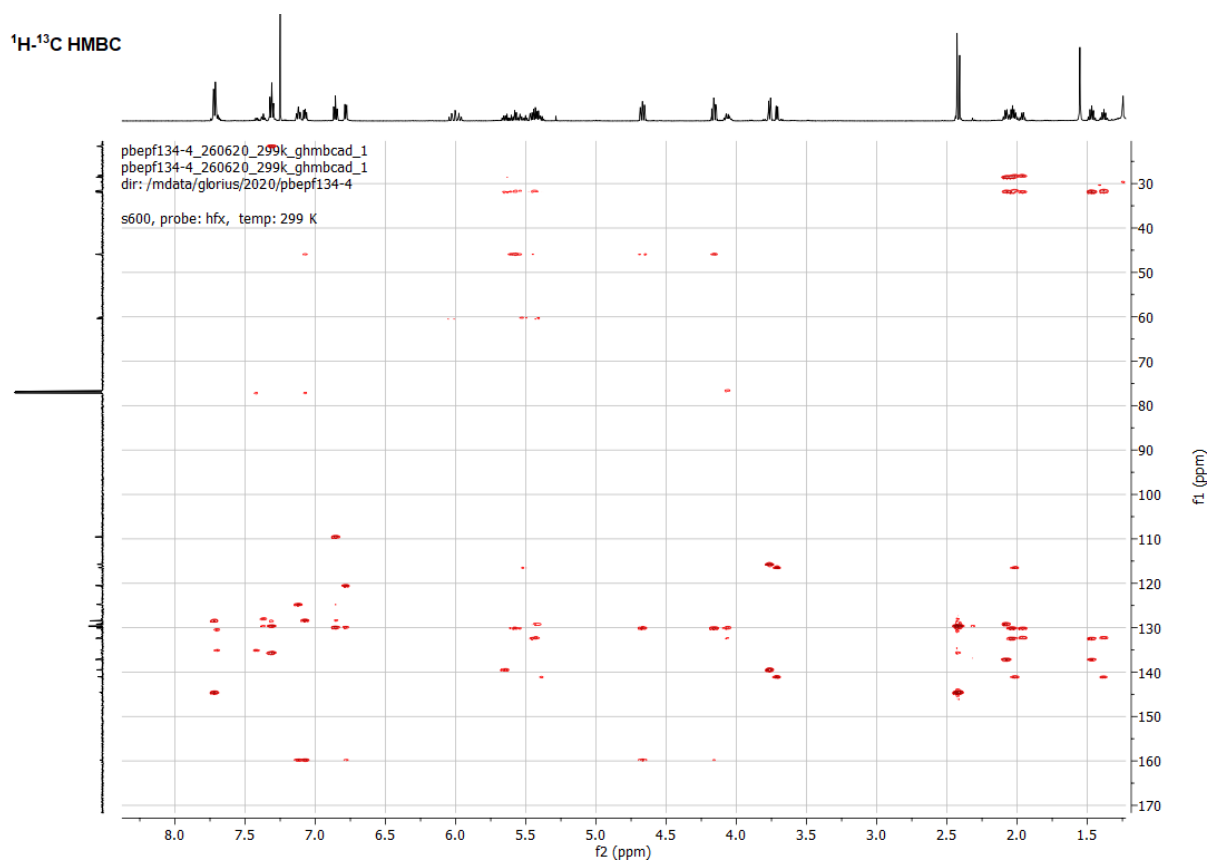 ¹H-¹³C HMBC
pbepf134-4_260620_299k_ghmbcad_1
pbepf134-4_260620_299k_ghmbcad_1
dir: /mdata/glorius/2020/pbepf134-4
s600, probe: hfx, temp: 299 K
30
40
50
60
70
80
90
100
110
120
130
140
150
160
170
f1 (ppm)
8.0 7.5 7.0 6.5 6.0 5.5 5.0 4.5 4.0 3.5 3.0 2.5 2.0 1.5
f2 (ppm)